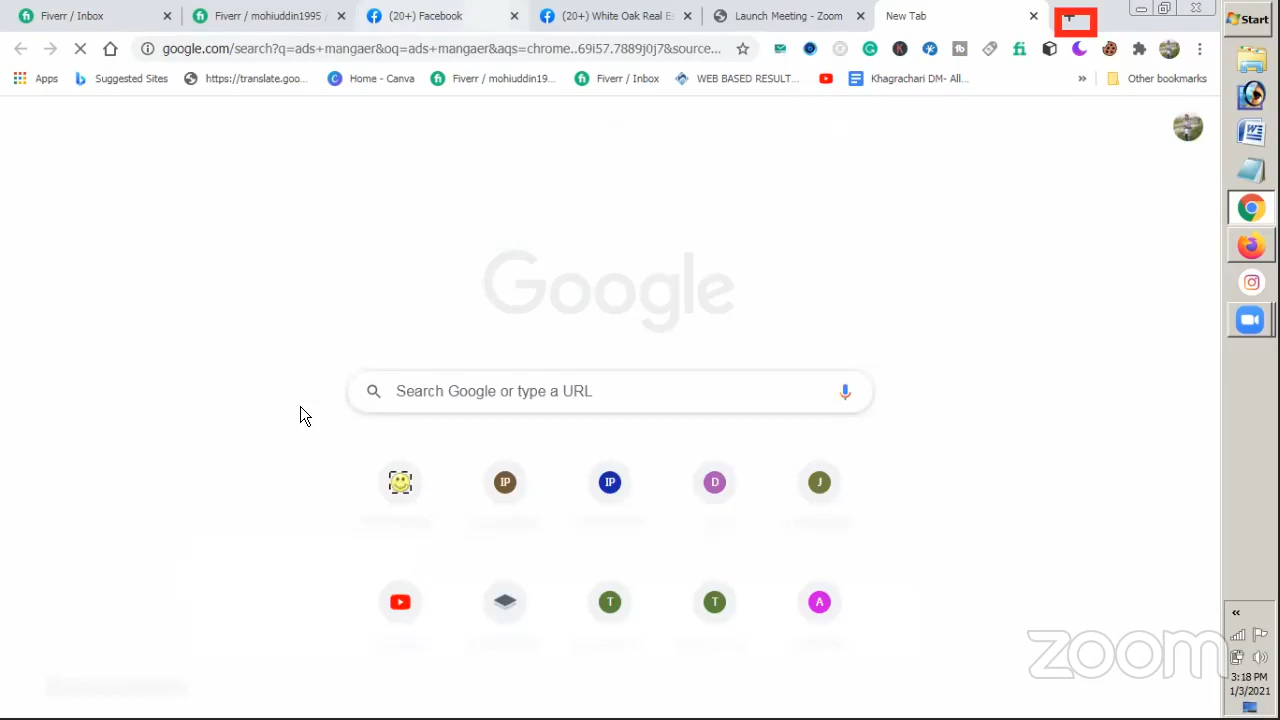 Fiverr / Inbox
Fiverr / mohiuddin1995 /
(20+) Facebook
(20+) White Oak Real Es
Launch Meeting - Zoom
New Tab
Start
google.com/search?q=ads+mangaer&oq=ads+mangaer&aqs=chrome..69i57.7889j0j7&source...
Apps
Suggested Sites
https://translate.goo...
Home - Canva
Fiverr / mohiuddin19...
Fiverr / Inbox
WEB BASED RESULT...
Khagrachari DM- All...
»
Other bookmarks
Google
Search Google or type a URL
IP
IP
D
J
T
T
A
zoom
3:18 PM
1/3/2021